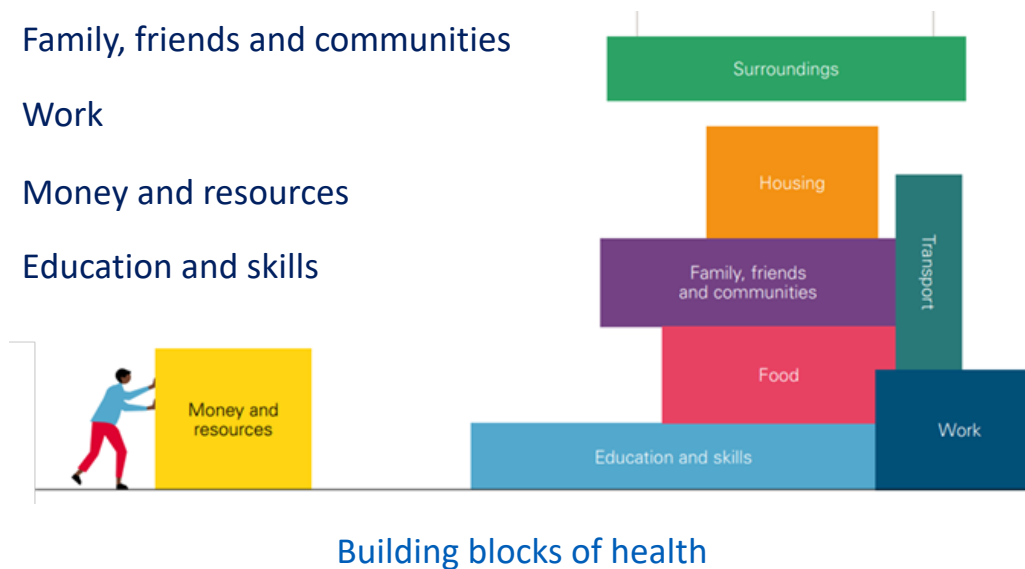 Family, friends and communities
Work
Money and resources
Education and skills
Surroundings
Housing
Transport
Family, friends
and communities
Food
Money and
resources
Work
Education and skills
Building blocks of health